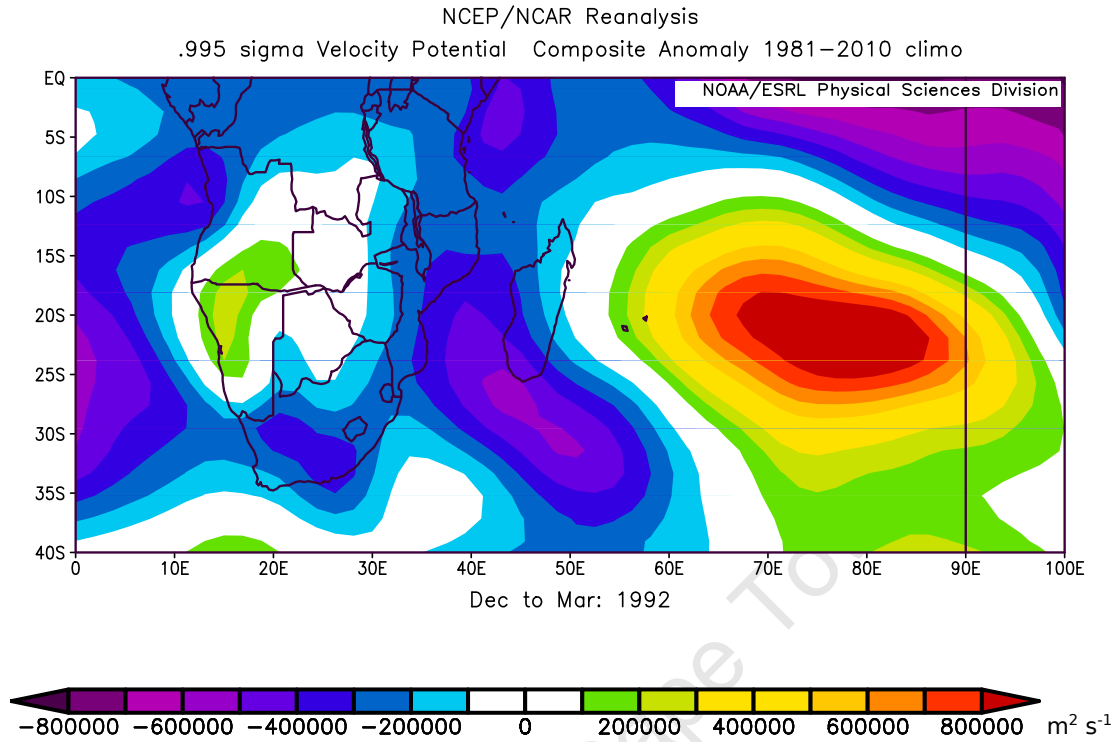 NCEP/NCAR Reanalysis
.995 sigma Velocity Potential Composite Anomaly 1981−2010 climo
NOAA/ESRL Physical Sciences Division
EQ
5S
10S
15S
20S
25S
30S
35S
40S
0 10E 20E 30E 40E 50E 60E 70E 80E 90E 100E
Dec to Mar: 1992
−800000 −600000 −400000 −200000 0 200000 400000 600000 800000 m² s⁻¹